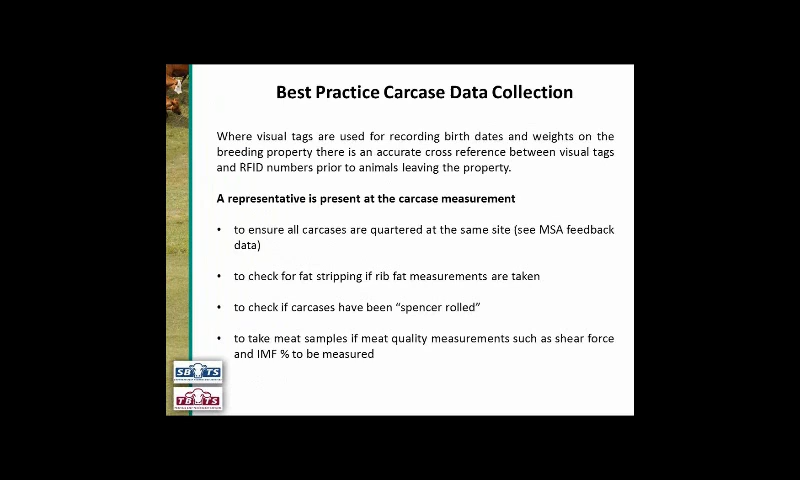 Best Practice Carcase Data Collection
Where visual tags are used for recording birth dates and weights on the
breeding property there is an accurate cross reference between visual tags
and RFID numbers prior to animals leaving the property.
A representative is present at the carcase measurement
• to ensure all carcases are quartered at the same site (see MSA feedback
data)
• to check for fat stripping if rib fat measurements are taken
• to check if carcases have been “spencer rolled”
• to take meat samples if meat quality measurements such as shear force
and IMF % to be measured
SBTS
TBTS